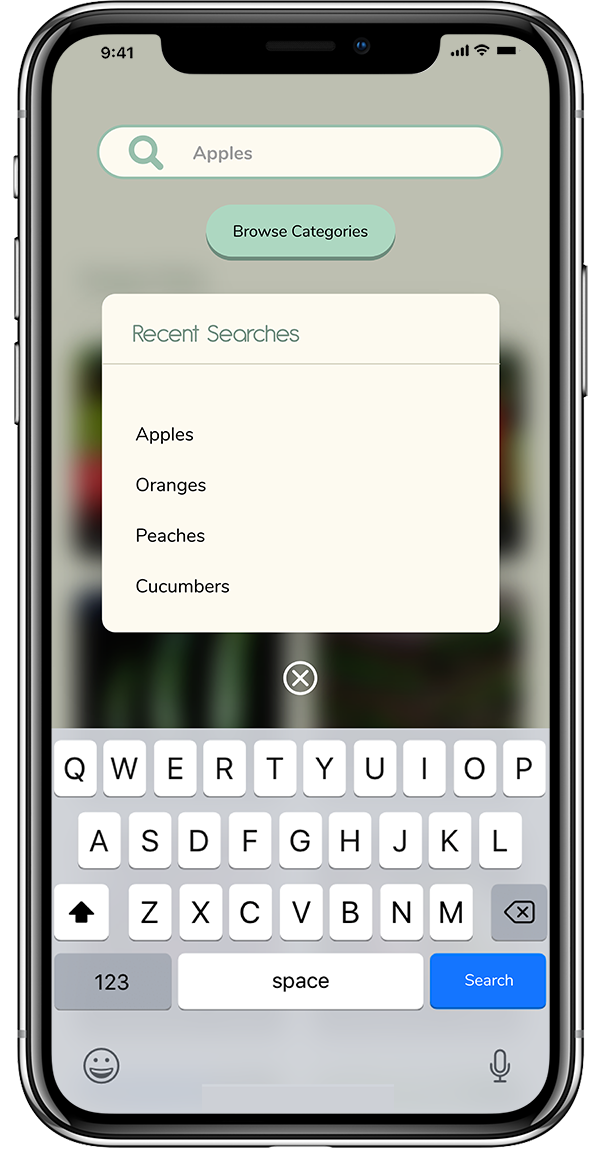 9:41
Apples
Browse Categories
Recent Searches
Apples
Oranges
Peaches
Cucumbers
Q W E R T Y U I O P
A S D F G H J K L
Z X C V B N M
123 space Search